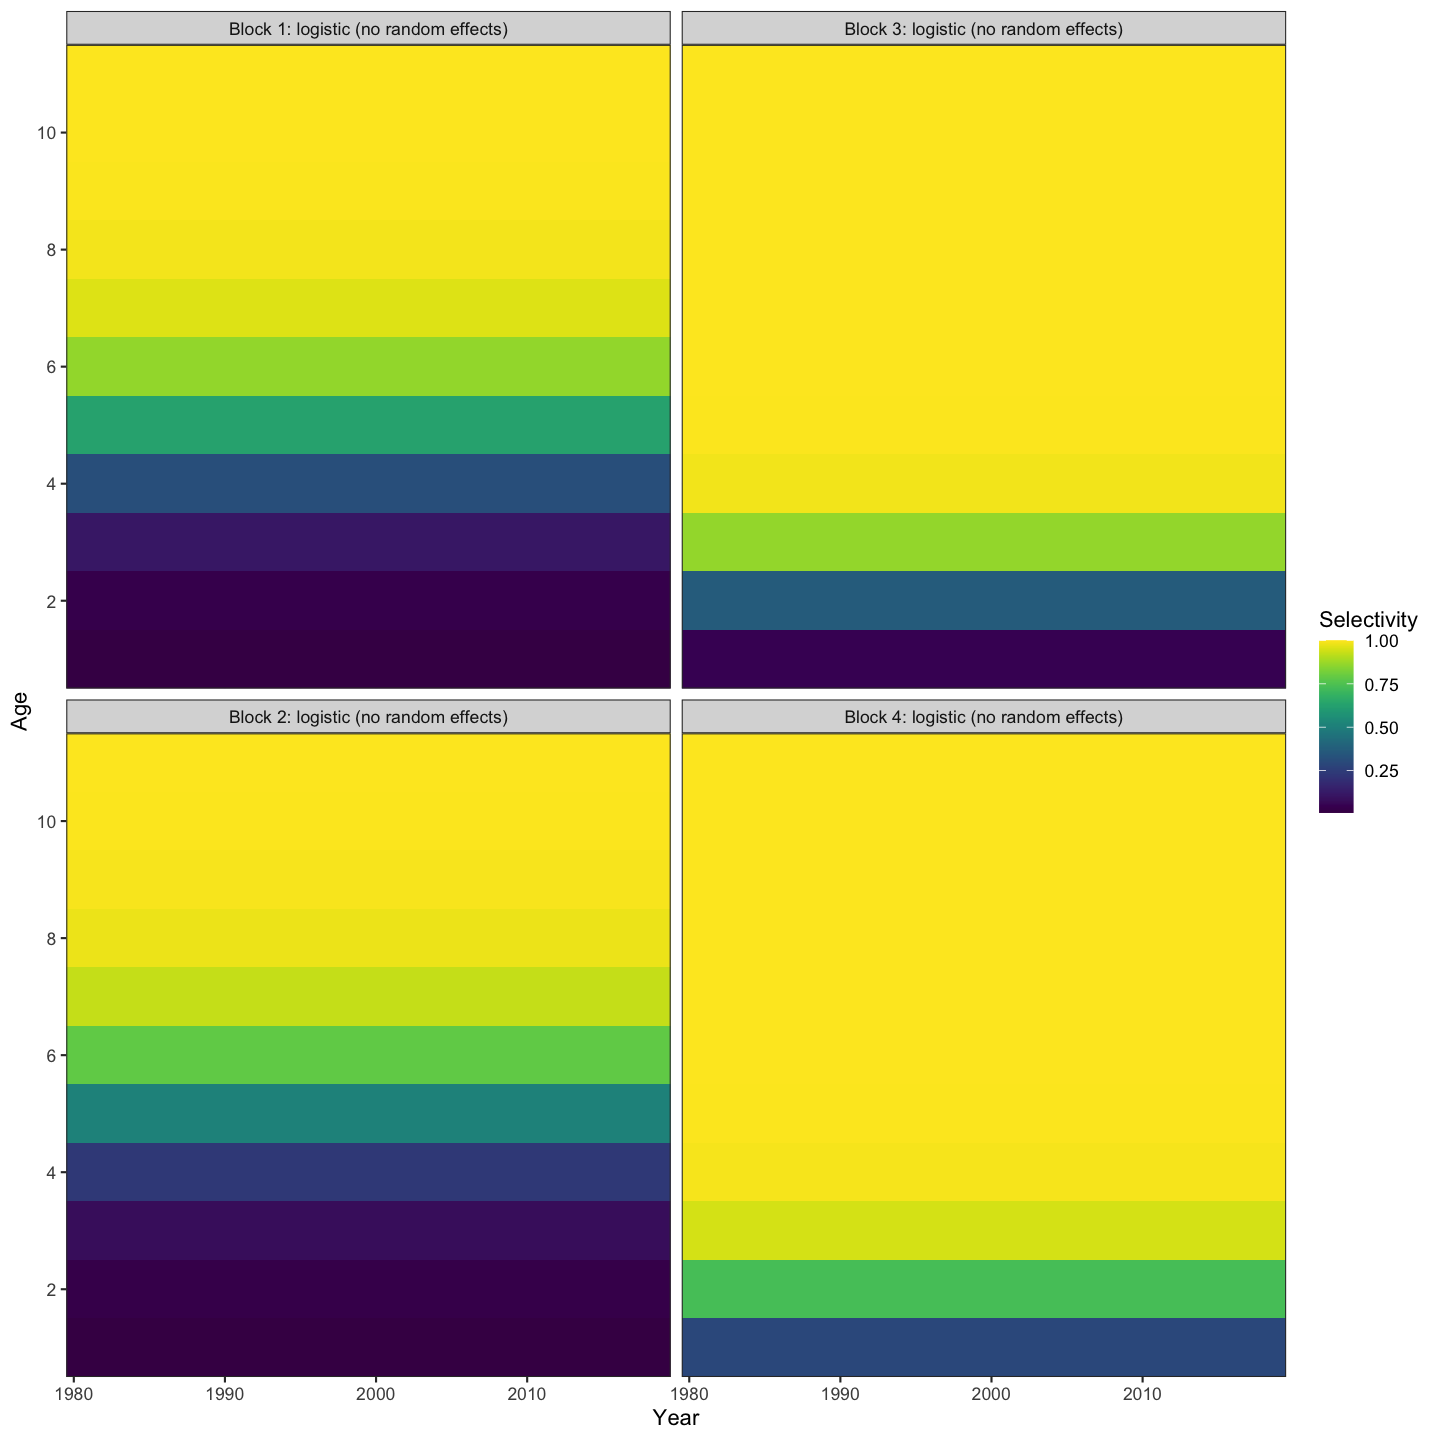 Block 1: logistic (no random effects)
Block 3: logistic (no random effects)
10
8
6
4
2
Block 2: logistic (no random effects)
Block 4: logistic (no random effects)
10
8
6
4
2
1980 1990 2000 2010
1980 1990 2000 2010
Year
Age
Selectivity
1.00
0.75
0.50
0.25